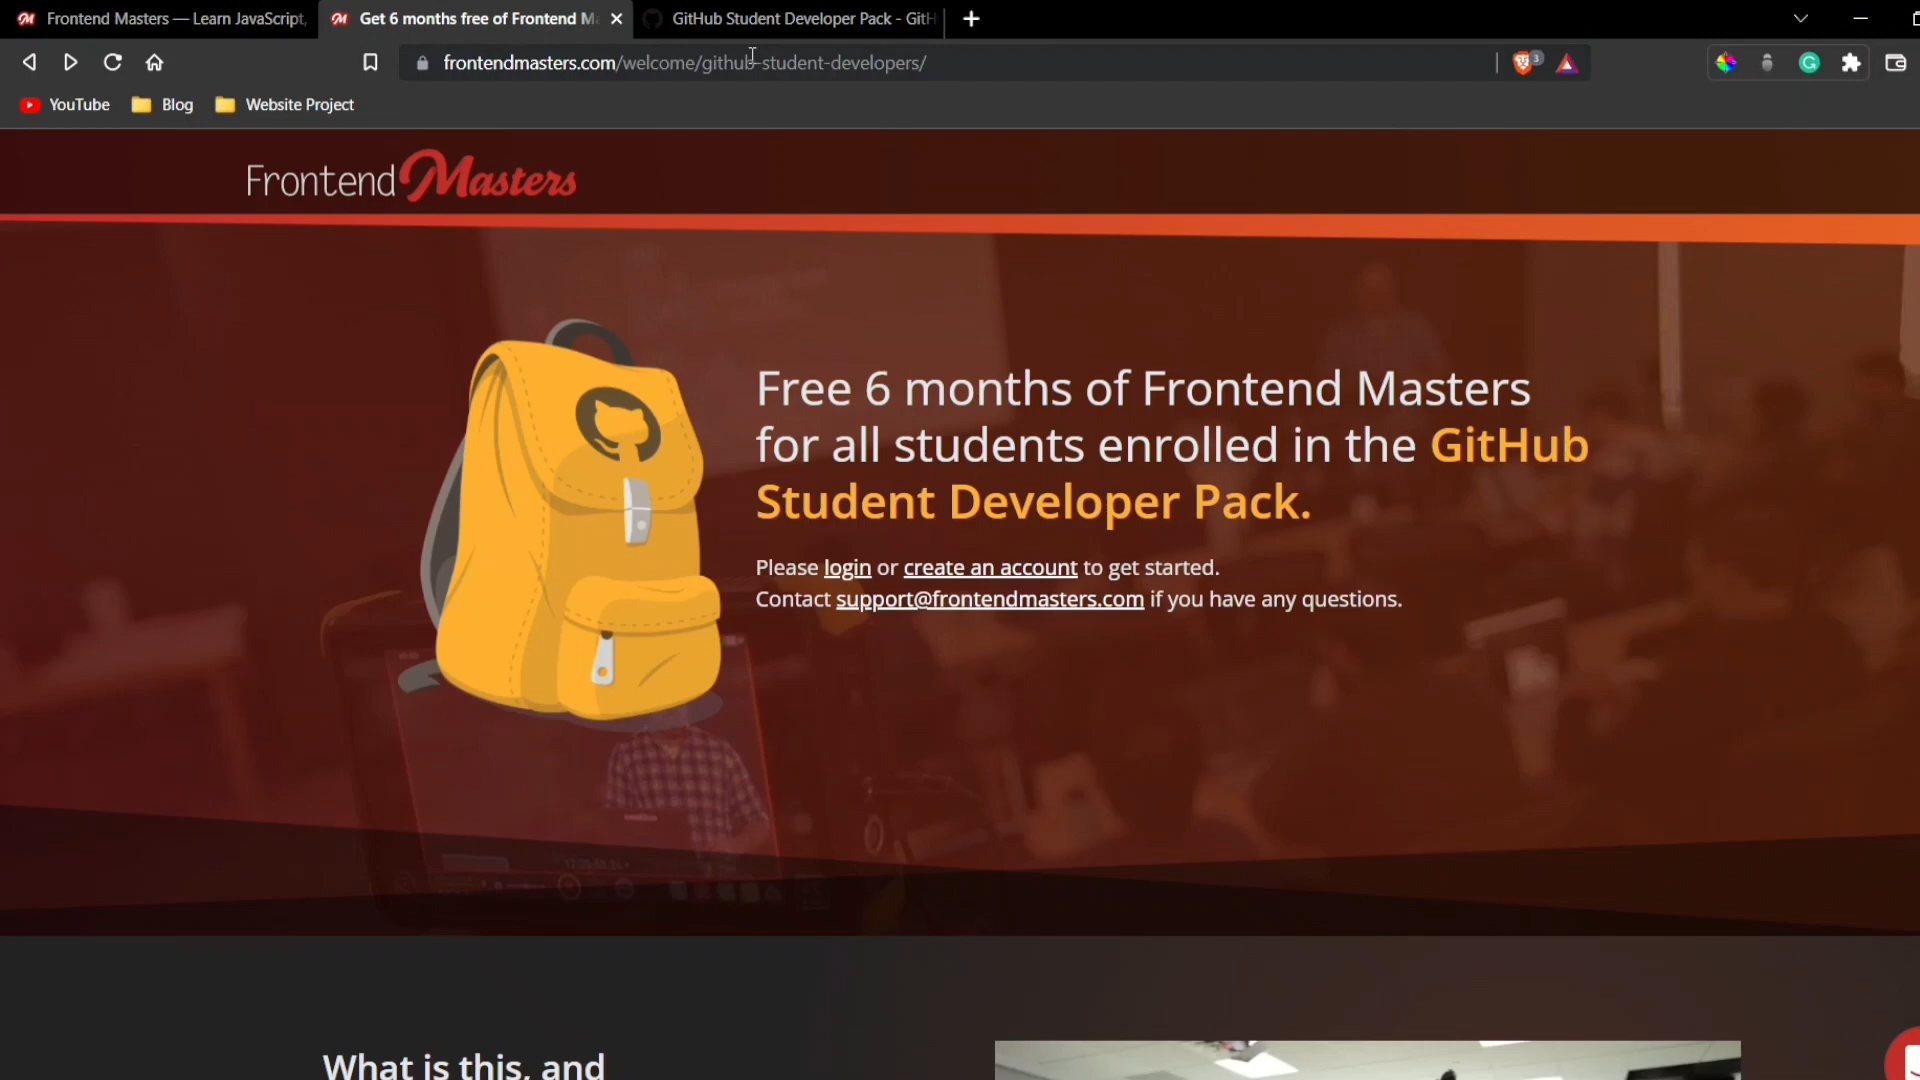 Frontend Masters — Learn JavaScript,
Get 6 months free of Frontend M
GitHub Student Developer Pack - GitH
frontendmasters.com/welcome/github-student-developers/
3
YouTube
Blog
Website Project
Frontend Masters
Free 6 months of Frontend Masters
for all students enrolled in the GitHub
Student Developer Pack.
Please login or create an account to get started.
Contact support@frontendmasters.com if you have any questions.
What is this, and